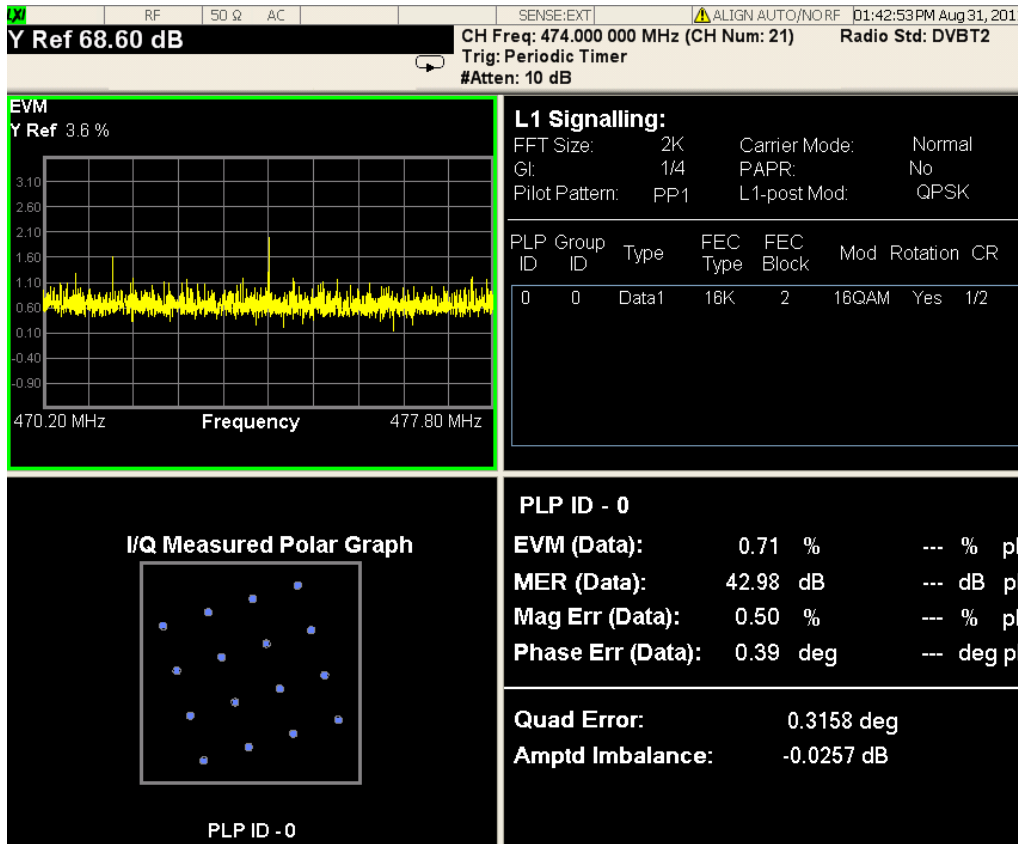 LXI RF 50 Ω AC SENSE:EXT ALIGN AUTO/NO RF 01:42:53 PM Aug 31, 201
Y Ref 68.60 dB
CH Freq: 474.000 000 MHz (CH Num: 21) Radio Std: DVBT2
Trig: Periodic Timer
#Atten: 10 dB
EVM
Y Ref 3.6 %
3.10
2.60
2.10
1.60
1.10
0.60
0.10
-0.40
-0.90
470.20 MHz Frequency 477.80 MHz
L1 Signalling:
FFT Size: 2K Carrier Mode: Normal
GI: 1/4 PAPR: No
Pilot Pattern: PP1 L1-post Mod: QPSK
PLP ID Group ID Type FEC Type FEC Block Mod Rotation CR
0 0 Data1 16K 2 16QAM Yes 1/2
I/Q Measured Polar Graph
PLP ID - 0
PLP ID - 0
EVM (Data): 0.71 % --- % pl
MER (Data): 42.98 dB --- dB p
Mag Err (Data): 0.50 % --- % pl
Phase Err (Data): 0.39 deg --- deg p
Quad Error: 0.3158 deg
Amptd Imbalance: -0.0257 dB